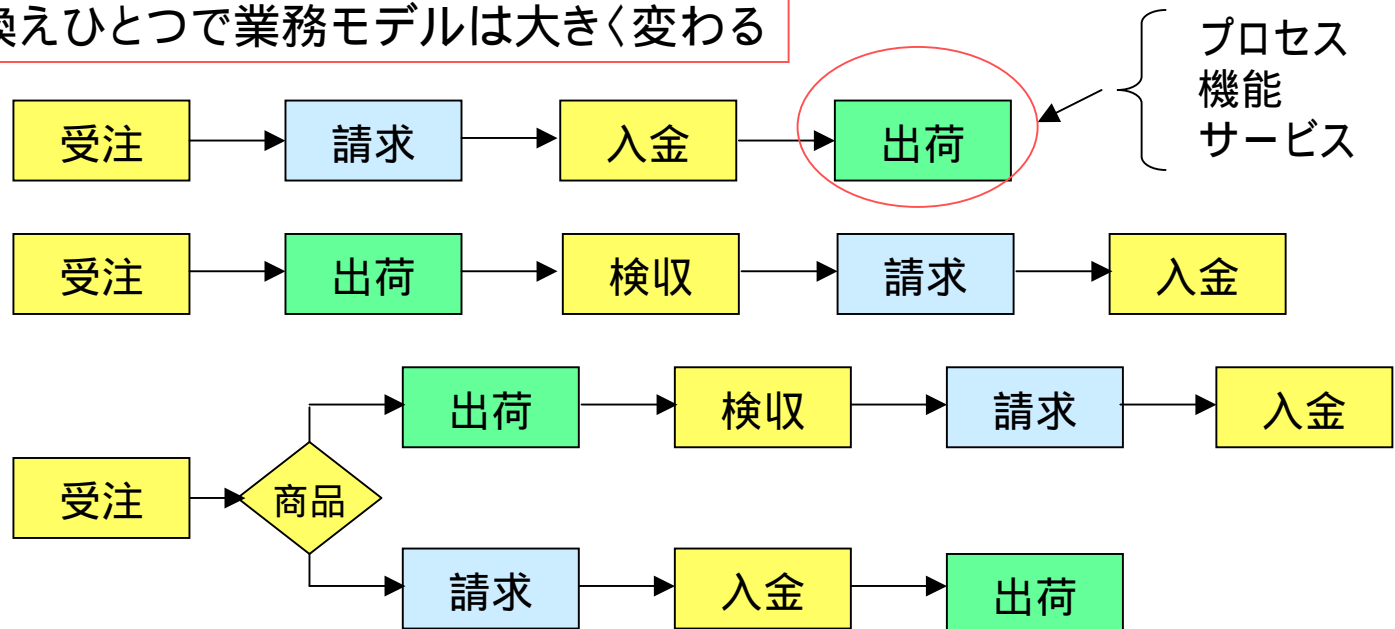 換えひとつで業務モデルは大きく変わる
プロセス
機能
サービス
受注 請求 入金 出荷
受注 出荷 検収 請求 入金
出荷 検収 請求 入金
受注 商品
請求 入金 出荷